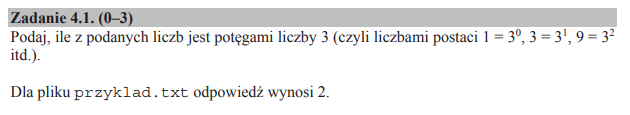 Zadanie 4.1. (0–3)
Podaj, ile z podanych liczb jest potęgami liczby 3 (czyli liczbami postaci 1 = 3⁰, 3 = 3¹, 9 = 3²
itd.).
Dla pliku przyklad.txt odpowiedź wynosi 2.